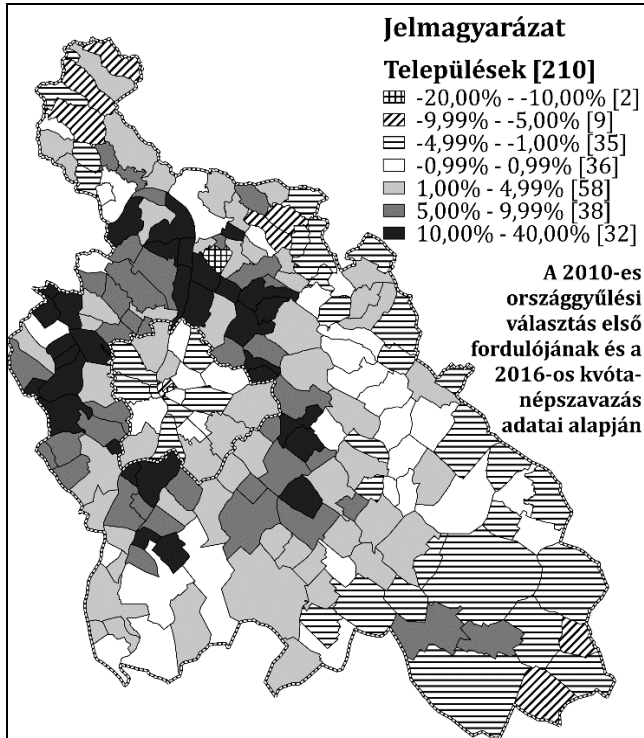 Jelmagyarázat
Települések [210]
-20,00% - -10,00% [2]
-9,99% - -5,00% [9]
-4,99% - -1,00% [35]
-0,99% - 0,99% [36]
1,00% - 4,99% [58]
5,00% - 9,99% [38]
10,00% - 40,00% [32]
A 2010-es
országgyűlési
választás első
fordulójának és a
2016-os kvóta-
népszavazás
adatai alapján